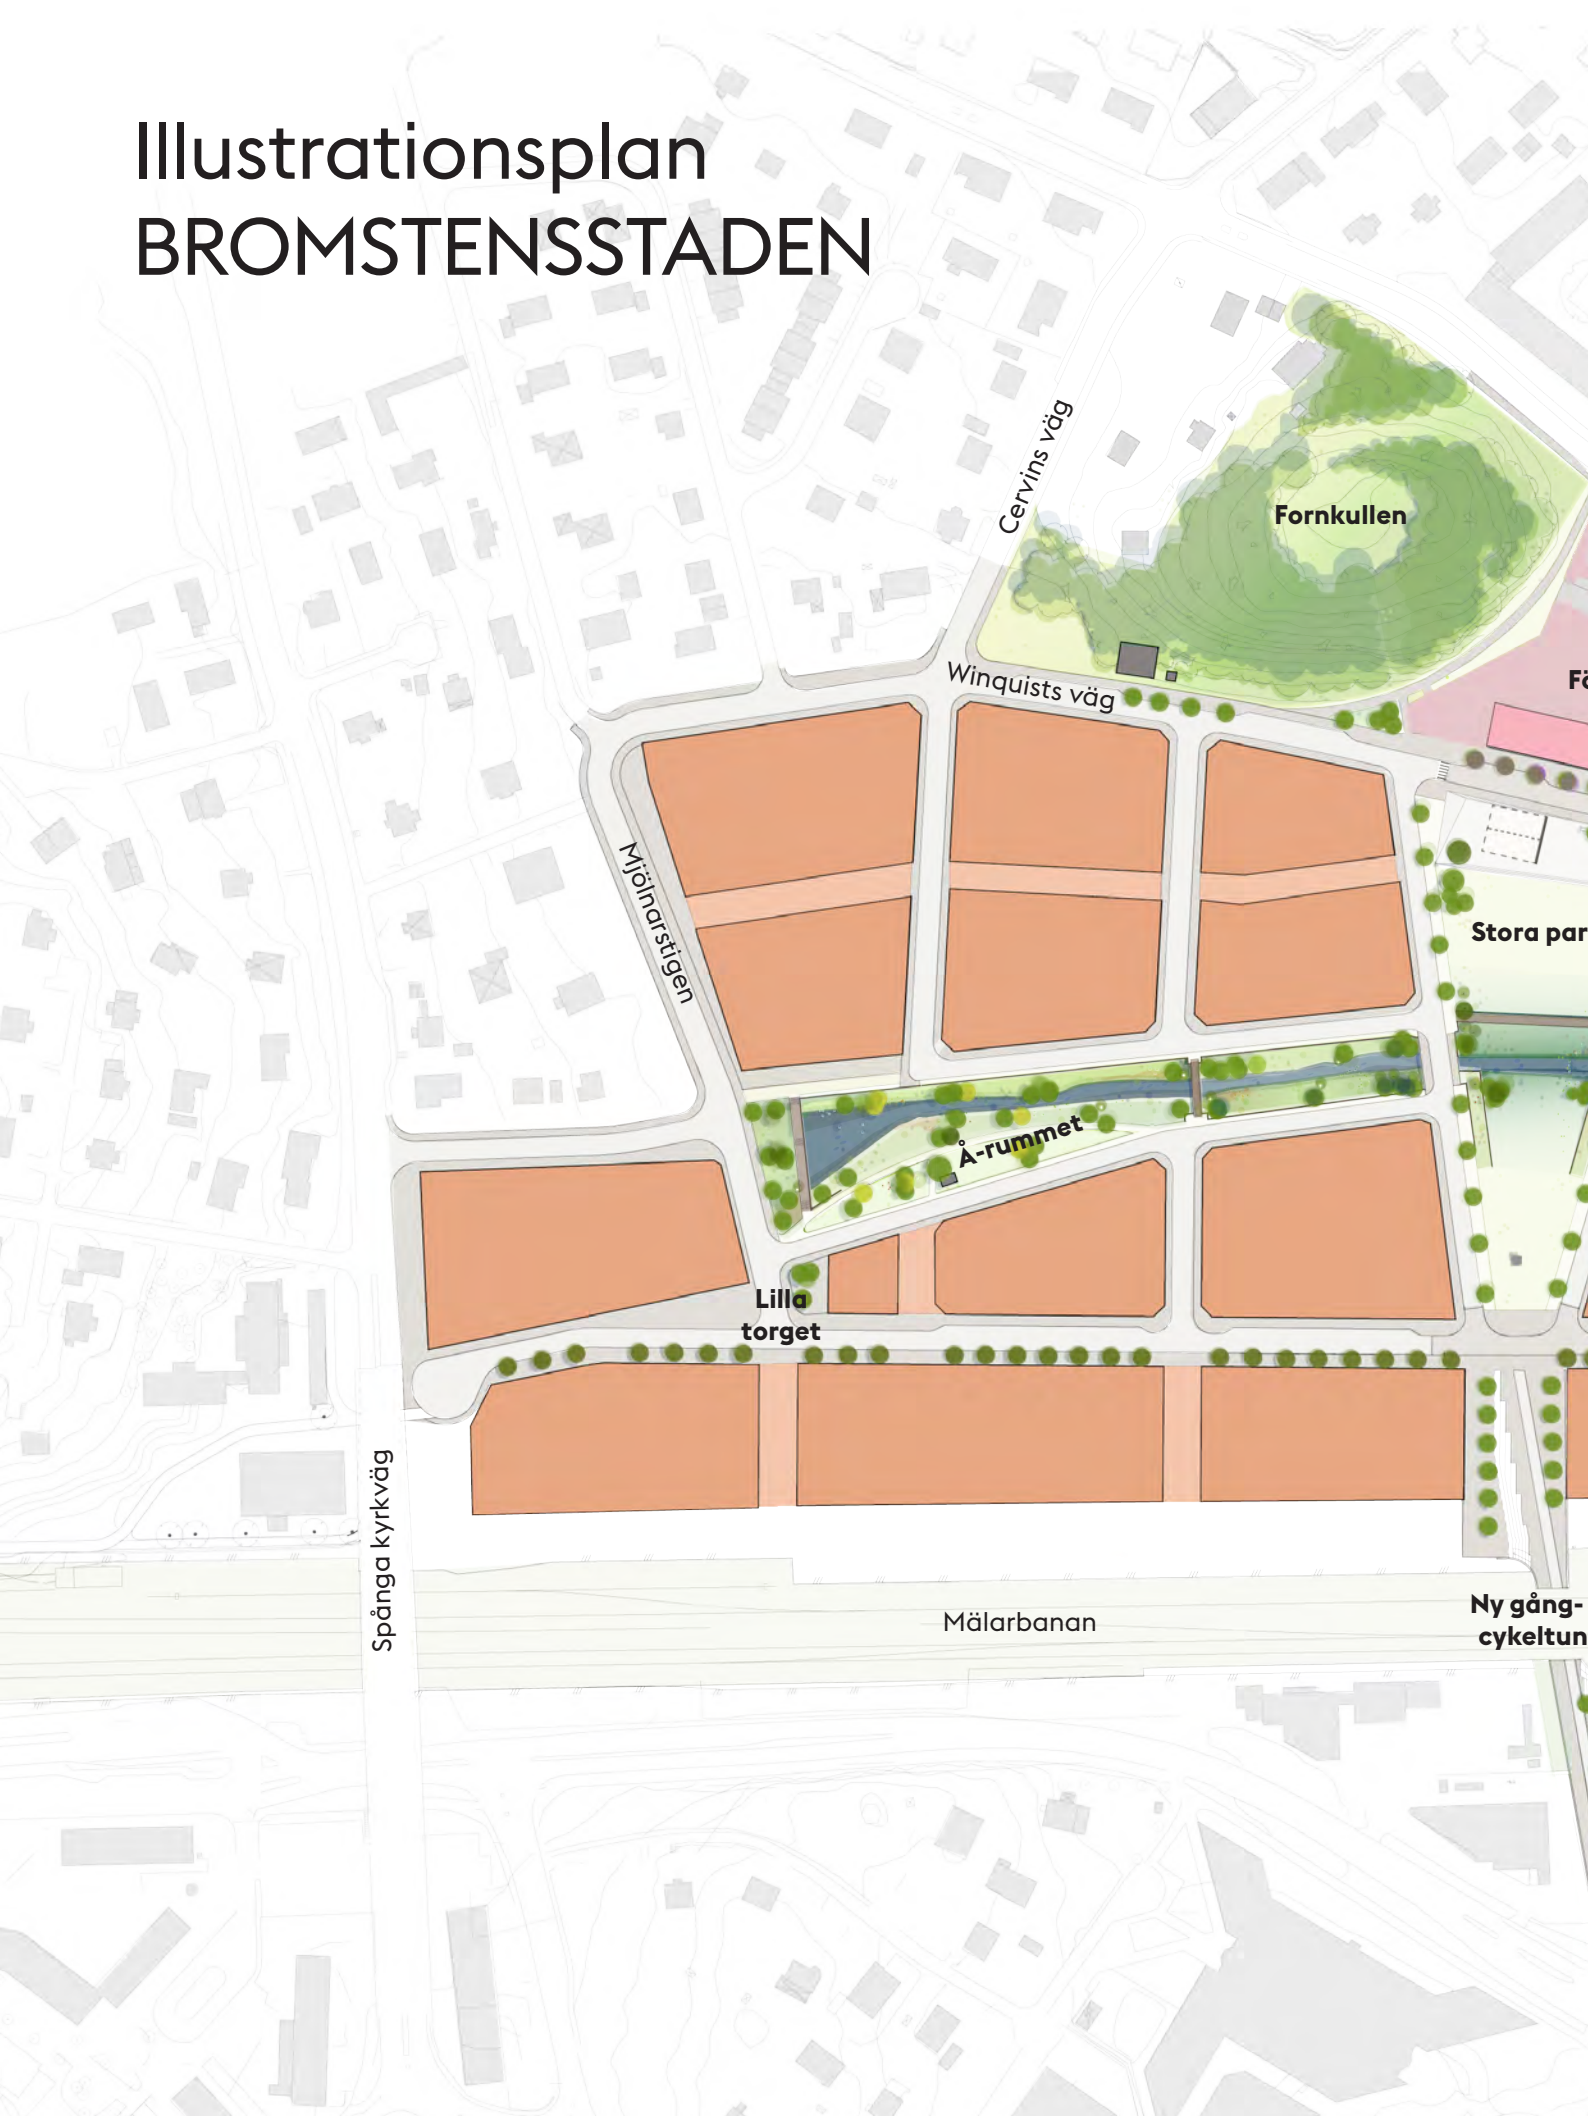 Illustrationsplan
BROMSTENSSTADEN
Cervins väg
Fornkullen
Winquists väg
Mjölnarstigen
Stora par
Å-rummet
Lilla
torget
Spånga kyrkväg
Mälarbanan
Ny gång-
cykeltun